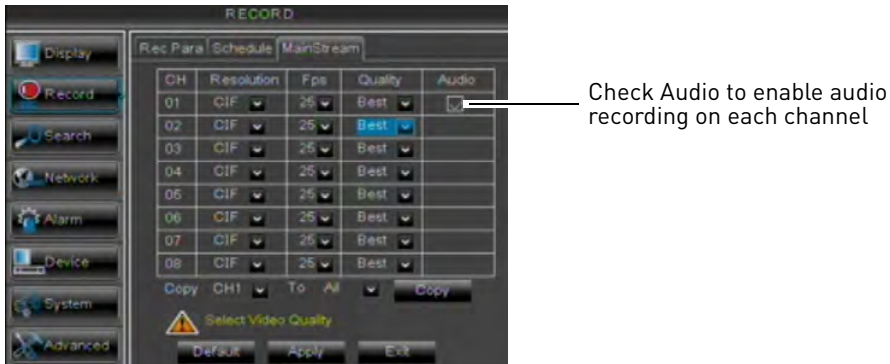 RECORD
Display
Record
Search
Network
Alarm
Device
System
Advanced
Rec Para Schedule MainStream
CH Resolution Fps Quality Audio
01 CIF 25 Best
02 CIF 25 Best
03 CIF 25 Best
04 CIF 25 Best
05 CIF 25 Best
06 CIF 25 Best
07 CIF 25 Best
08 CIF 25 Best
Copy CH1 To All Copy
Select Video Quality
Default Apply Exit
Check Audio to enable audio
recording on each channel